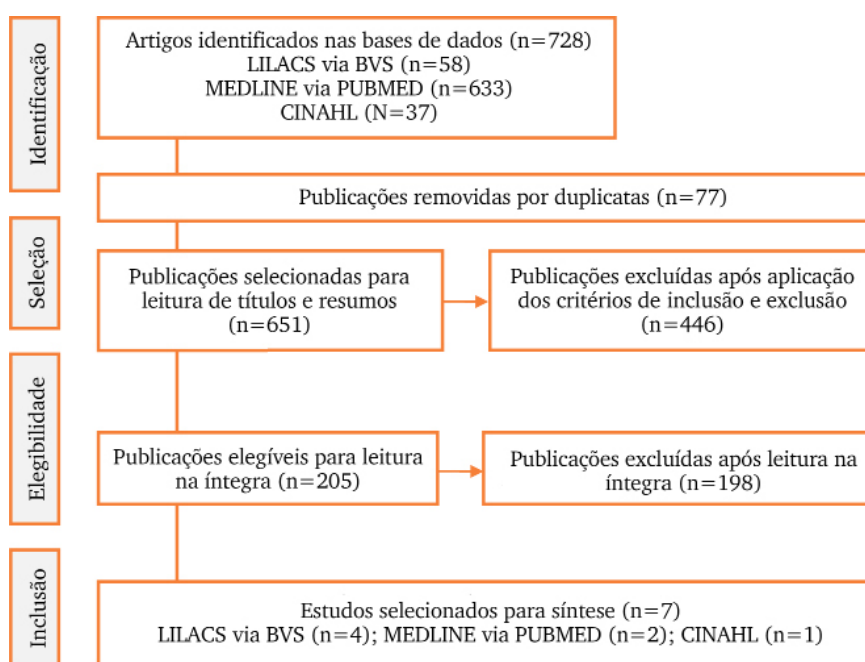 Identificação
Artigos identificados nas bases de dados (n=728)
LILACS via BVS (n=58)
MEDLINE via PUBMED (n=633)
CINAHL (N=37)
Publicações removidas por duplicatas (n=77)
Seleção
Publicações selecionadas para
leitura de títulos e resumos
(n=651)
Publicações excluídas após aplicação
dos critérios de inclusão e exclusão
(n=446)
Elegibilidade
Publicações elegíveis para leitura
na íntegra (n=205)
Publicações excluídas após leitura na
íntegra (n=198)
Inclusão
Estudos selecionados para síntese (n=7)
LILACS via BVS (n=4); MEDLINE via PUBMED (n=2); CINAHL (n=1)